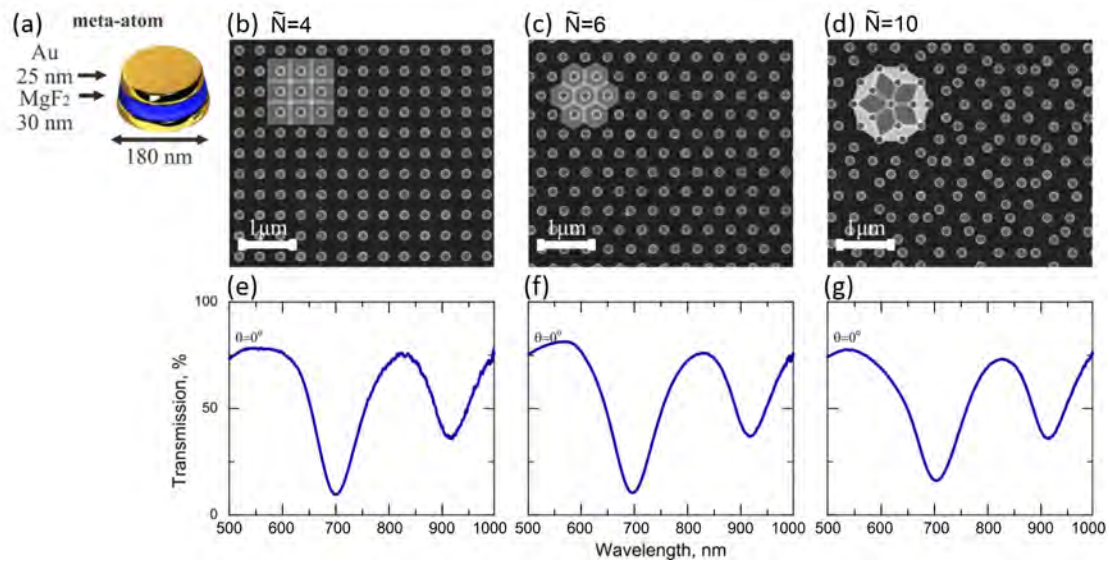 (a) meta-atom
Au
25 nm
MgF₂
30 nm
180 nm
(b) Ñ=4
1μm
(c) Ñ=6
1μm
(d) Ñ=10
1μm
Transmission, %
(e)
θ=0°
100
50
0
500 600 700 800 900 1000
(f)
θ=0°
500 600 700 800 900 1000
(g)
θ=0°
500 600 700 800 900 1000
Wavelength, nm